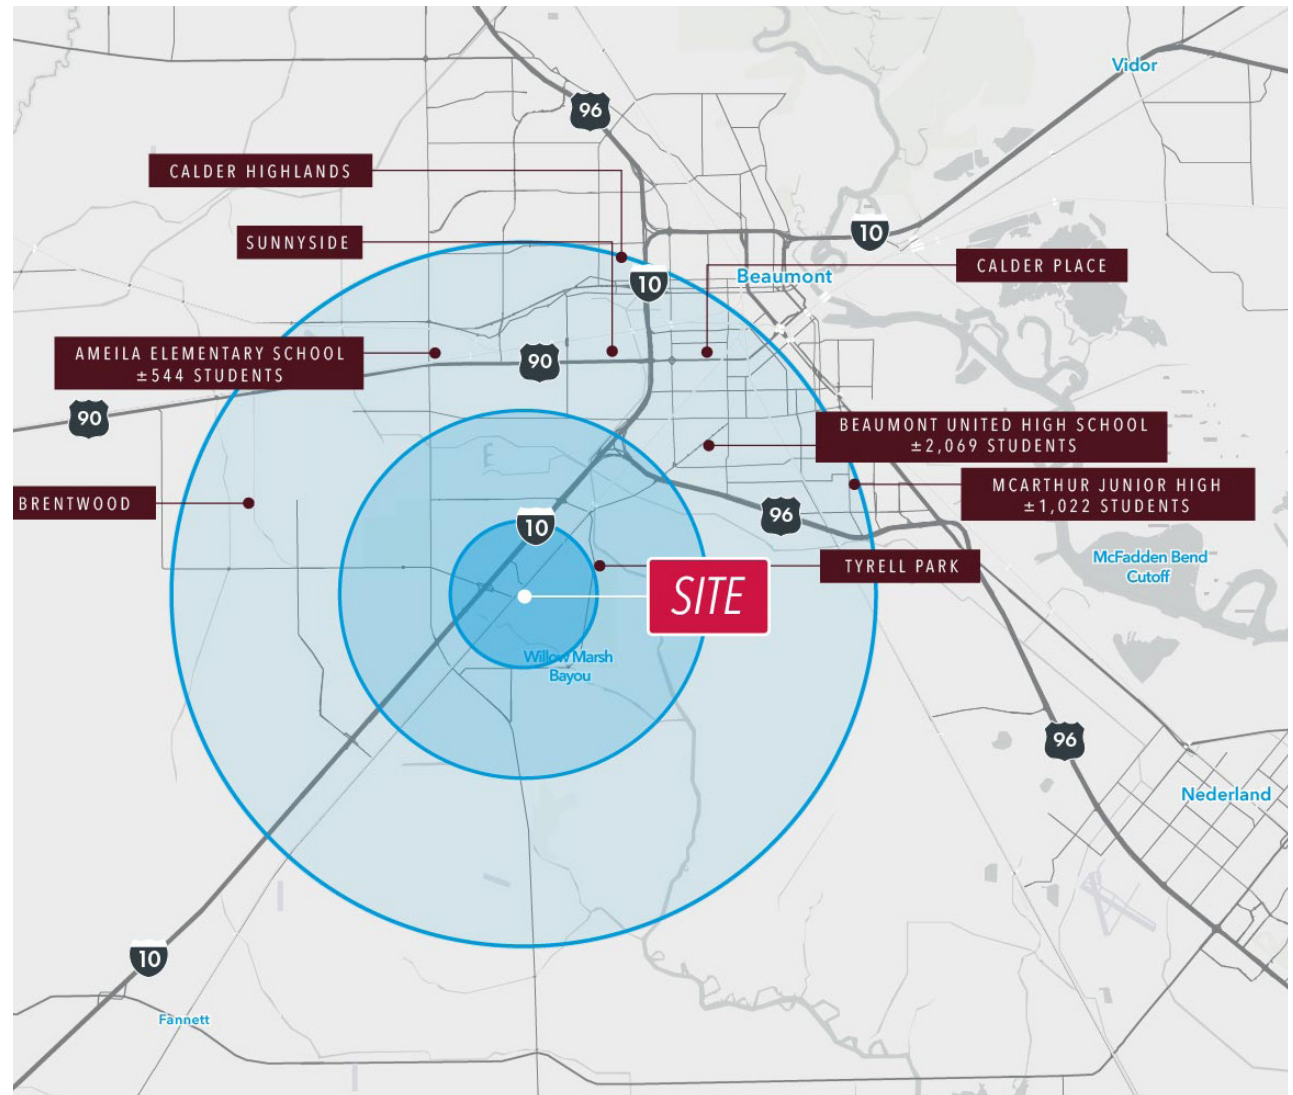 96
Vidor
CALDER HIGHLANDS
10
SUNNYSIDE
CALDER PLACE
10
Beaumont
AMEILA ELEMENTARY SCHOOL
±544 STUDENTS
90
90
BEAUMONT UNITED HIGH SCHOOL
±2,069 STUDENTS
MCARTHUR JUNIOR HIGH
±1,022 STUDENTS
BRENTWOOD
10
96
McFadden Bend
Cutoff
TYRELL PARK
SITE
Willow Marsh
Bayou
96
Nederland
10
Fannett